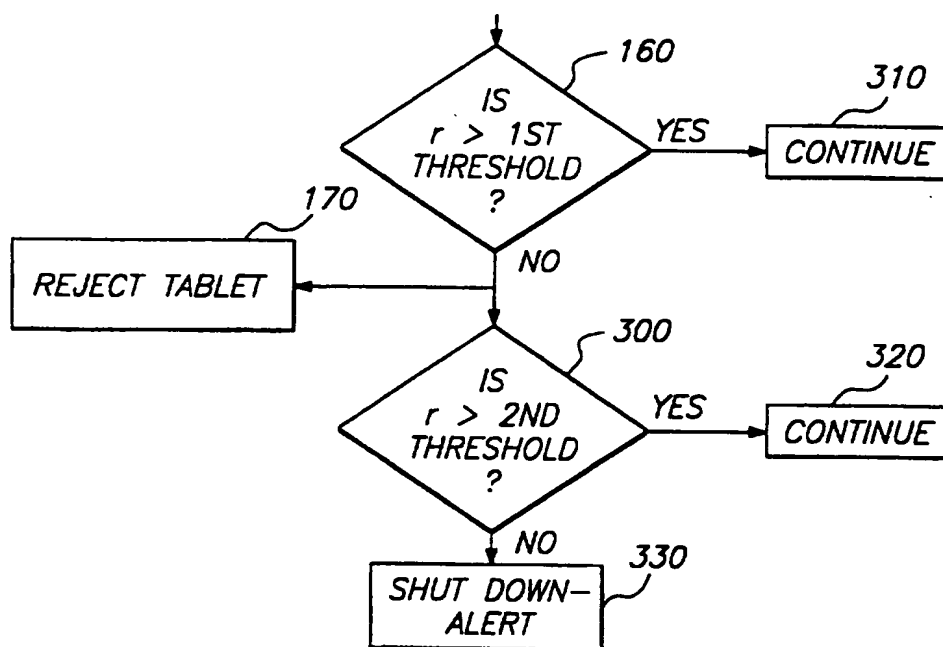 160
IS
r > 1ST
THRESHOLD
?
YES
310
CONTINUE
170
NO
REJECT TABLET
300
IS
r > 2ND
THRESHOLD
?
YES
320
CONTINUE
NO
330
SHUT DOWN-
ALERT